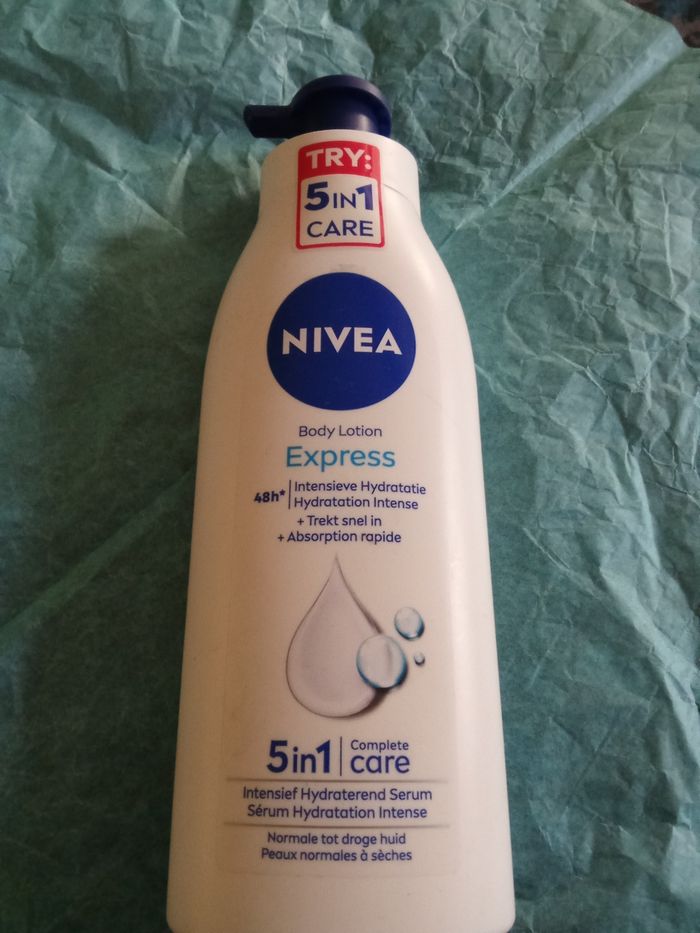 TRY:
5IN1
CARE
NIVEA
Body Lotion
Express
48h*
Intensieve Hydratatie
Hydratation Intense
+ Trekt snel in
+ Absorption rapide
5in1
Complete
care
Intensief Hydraterend Serum
Sérum Hydratation Intense
Normale tot droge huid
Peaux normales à sèches